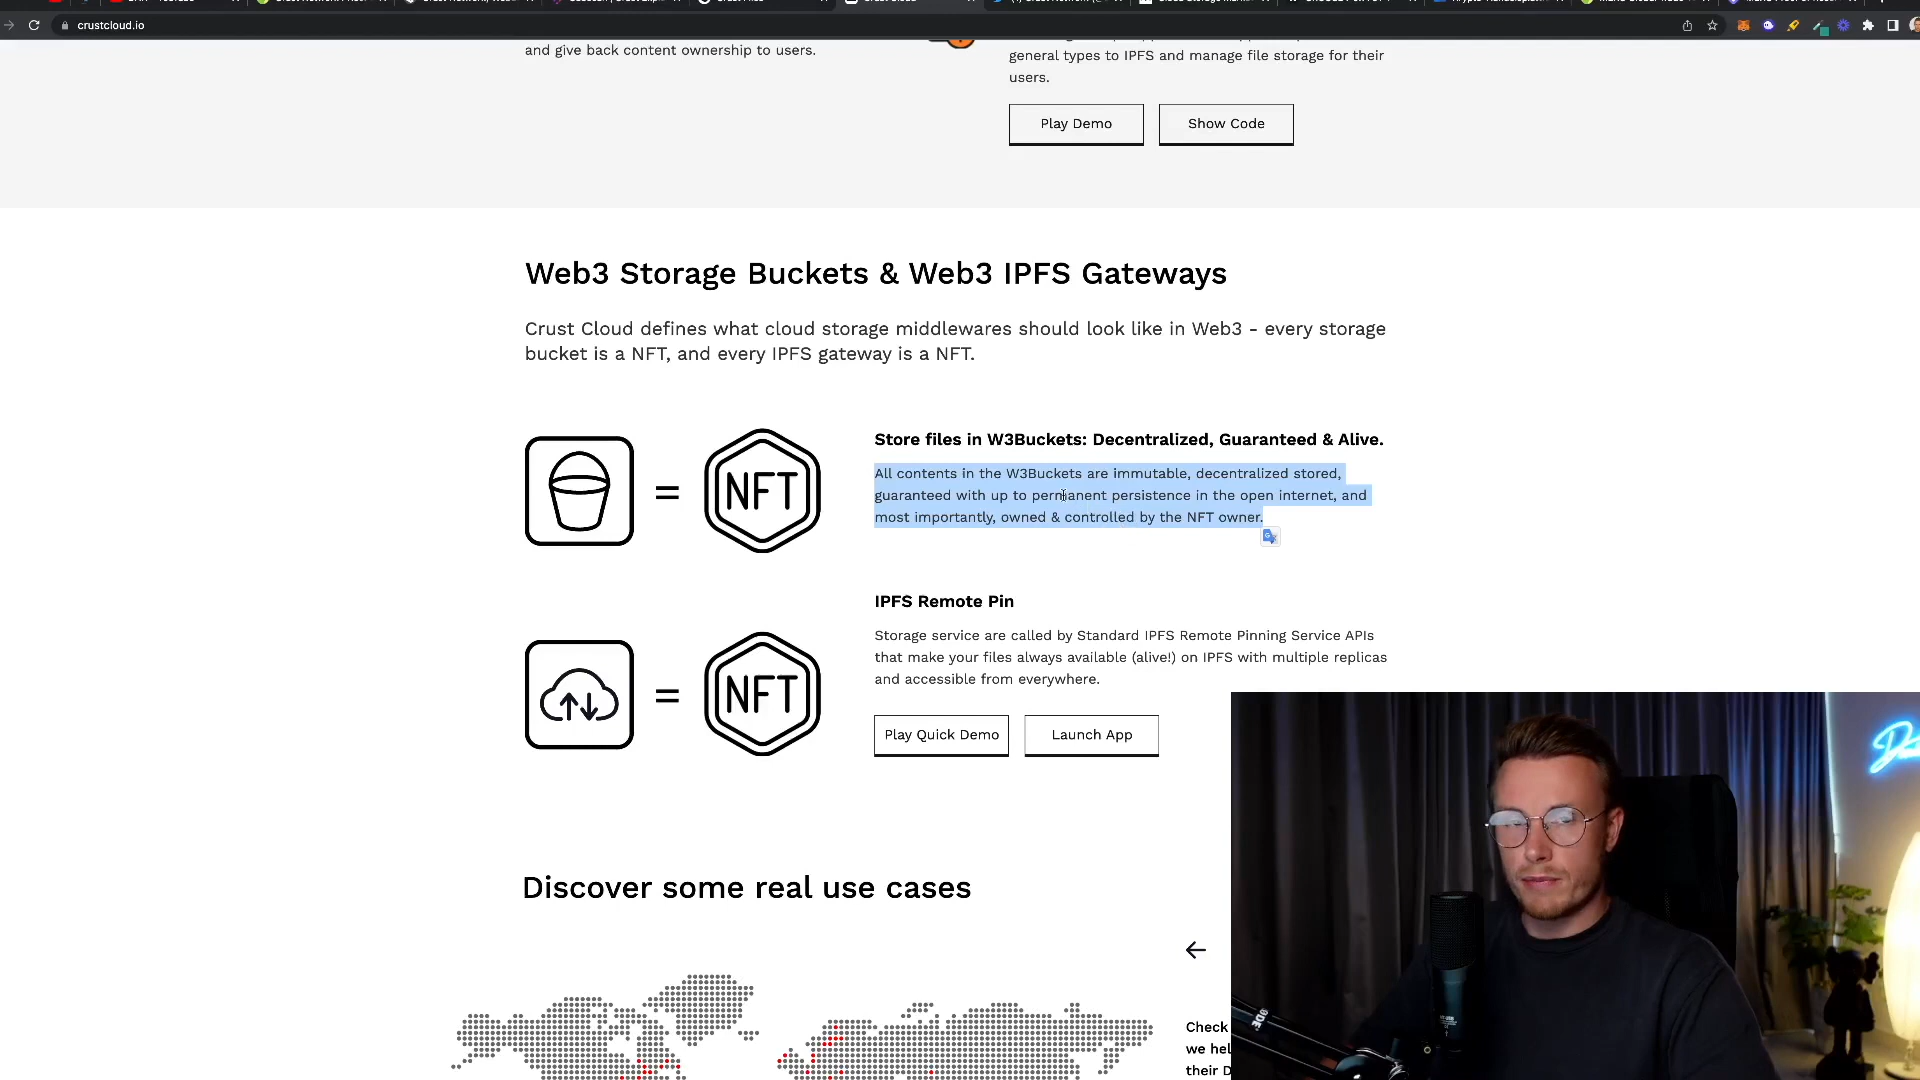 crustcloud.io
and give back content ownership to users.
general types to IPFS and manage file storage for their
users.
Play Demo
Show Code
Web3 Storage Buckets & Web3 IPFS Gateways
Crust Cloud defines what cloud storage middlewares should look like in Web3 - every storage
bucket is a NFT, and every IPFS gateway is a NFT.
=
NFT
Store files in W3Buckets: Decentralized, Guaranteed & Alive.
All contents in the W3Buckets are immutable, decentralized stored,
guaranteed with up to permanent persistence in the open internet, and
most importantly, owned & controlled by the NFT owner.
=
NFT
IPFS Remote Pin
Storage service are called by Standard IPFS Remote Pinning Service APIs
that make your files always available (alive!) on IPFS with multiple replicas
and accessible from everywhere.
Play Quick Demo
Launch App
Discover some real use cases
Check
we hel
their D